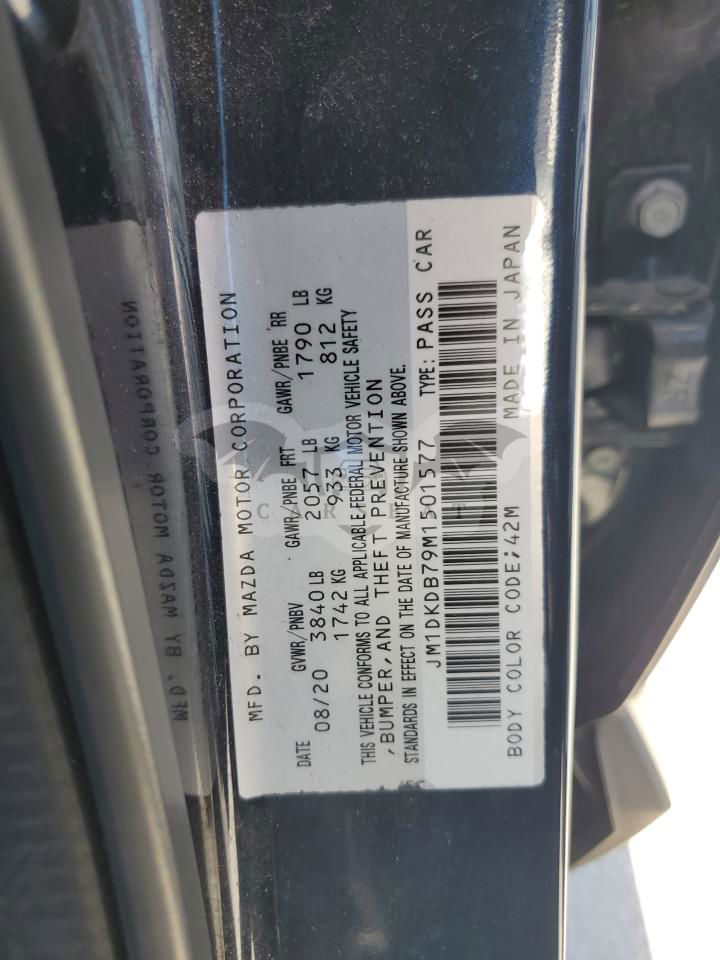 MFD. BY MAZDA MOTOR CORPORATION
DATE GVWR/PNBV GAWR/PNBE FRT GAWR/PNBE RR
08/20 3840 LB 2057 LB 1790 LB
1742 KG 933 KG 812 KG
THIS VEHICLE CONFORMS TO ALL APPLICABLE FEDERAL MOTOR VEHICLE SAFETY
,BUMPER,AND THEFT PREVENTION
STANDARDS IN EFFECT ON THE DATE OF MANUFACTURE SHOWN ABOVE.
JM1DKDB79M1501577 TYPE: PASS CAR
BODY COLOR CODE;42M MADE IN JAPAN
MFD. BY MAZDA MOTOR CORPORATION